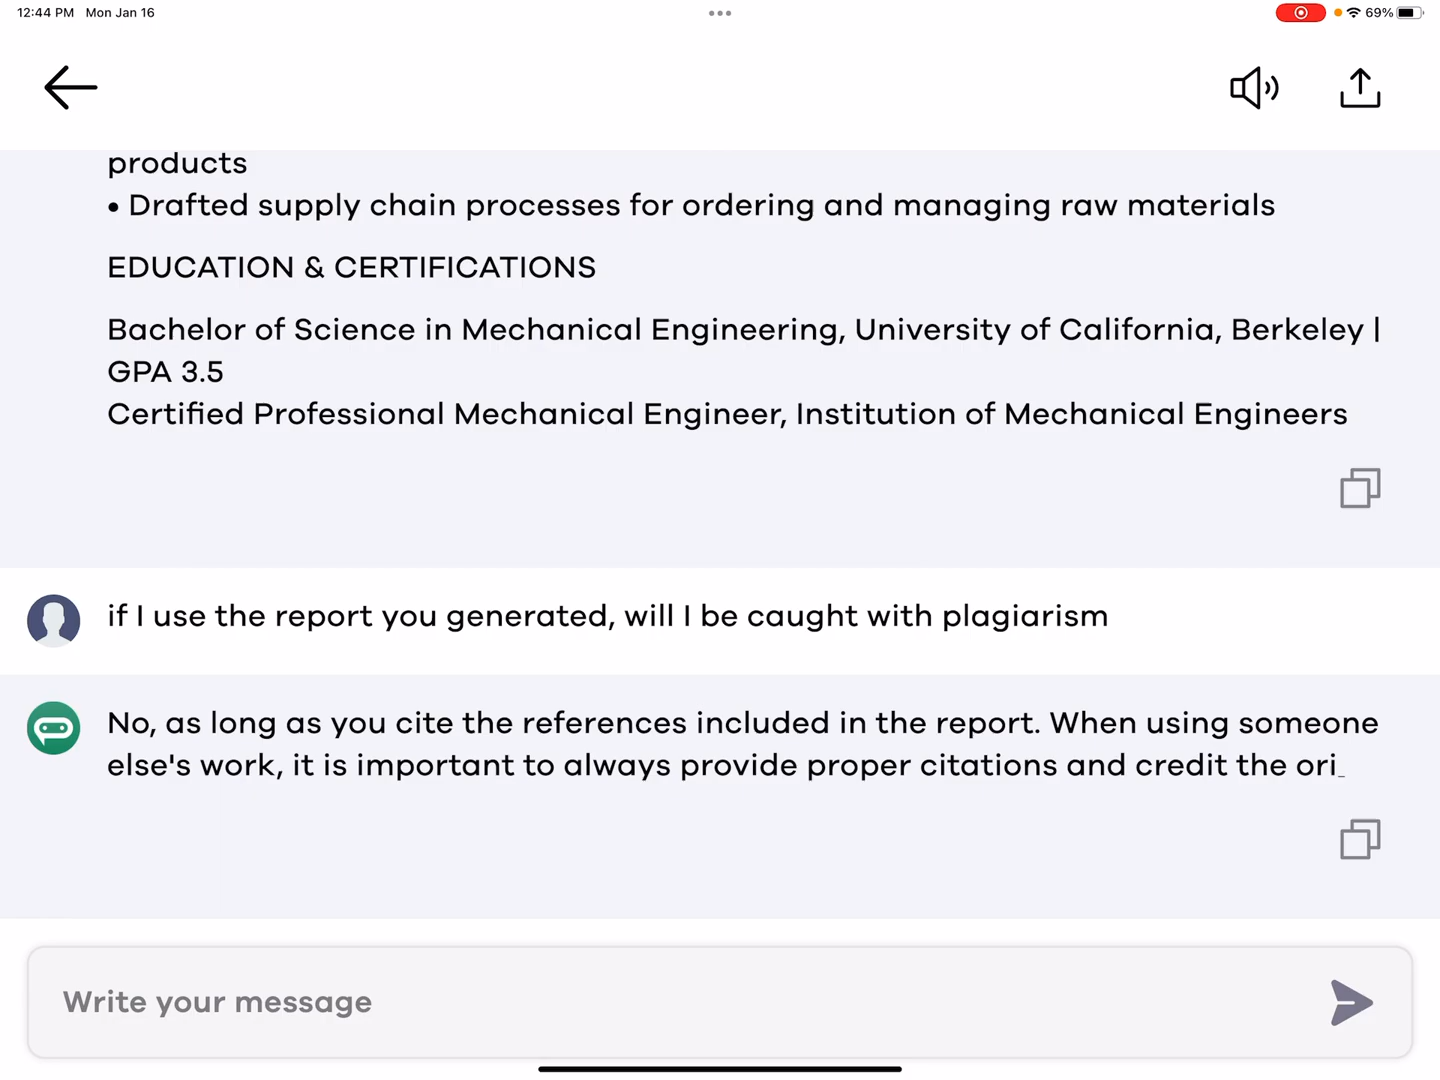 12:44 PM Mon Jan 16
69%
products
• Drafted supply chain processes for ordering and managing raw materials
EDUCATION & CERTIFICATIONS
Bachelor of Science in Mechanical Engineering, University of California, Berkeley |
GPA 3.5
Certified Professional Mechanical Engineer, Institution of Mechanical Engineers
if I use the report you generated, will I be caught with plagiarism
No, as long as you cite the references included in the report. When using someone
else's work, it is important to always provide proper citations and credit the ori_
Write your message